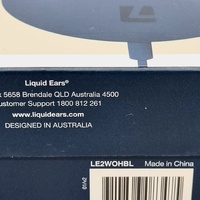 Liquid Ears®
x 5658 Brendale QLD Australia 4500
ustomer Support 1800 812 261
www.liquidears.com
DESIGNED IN AUSTRALIA
LE2WOHBL Made in China